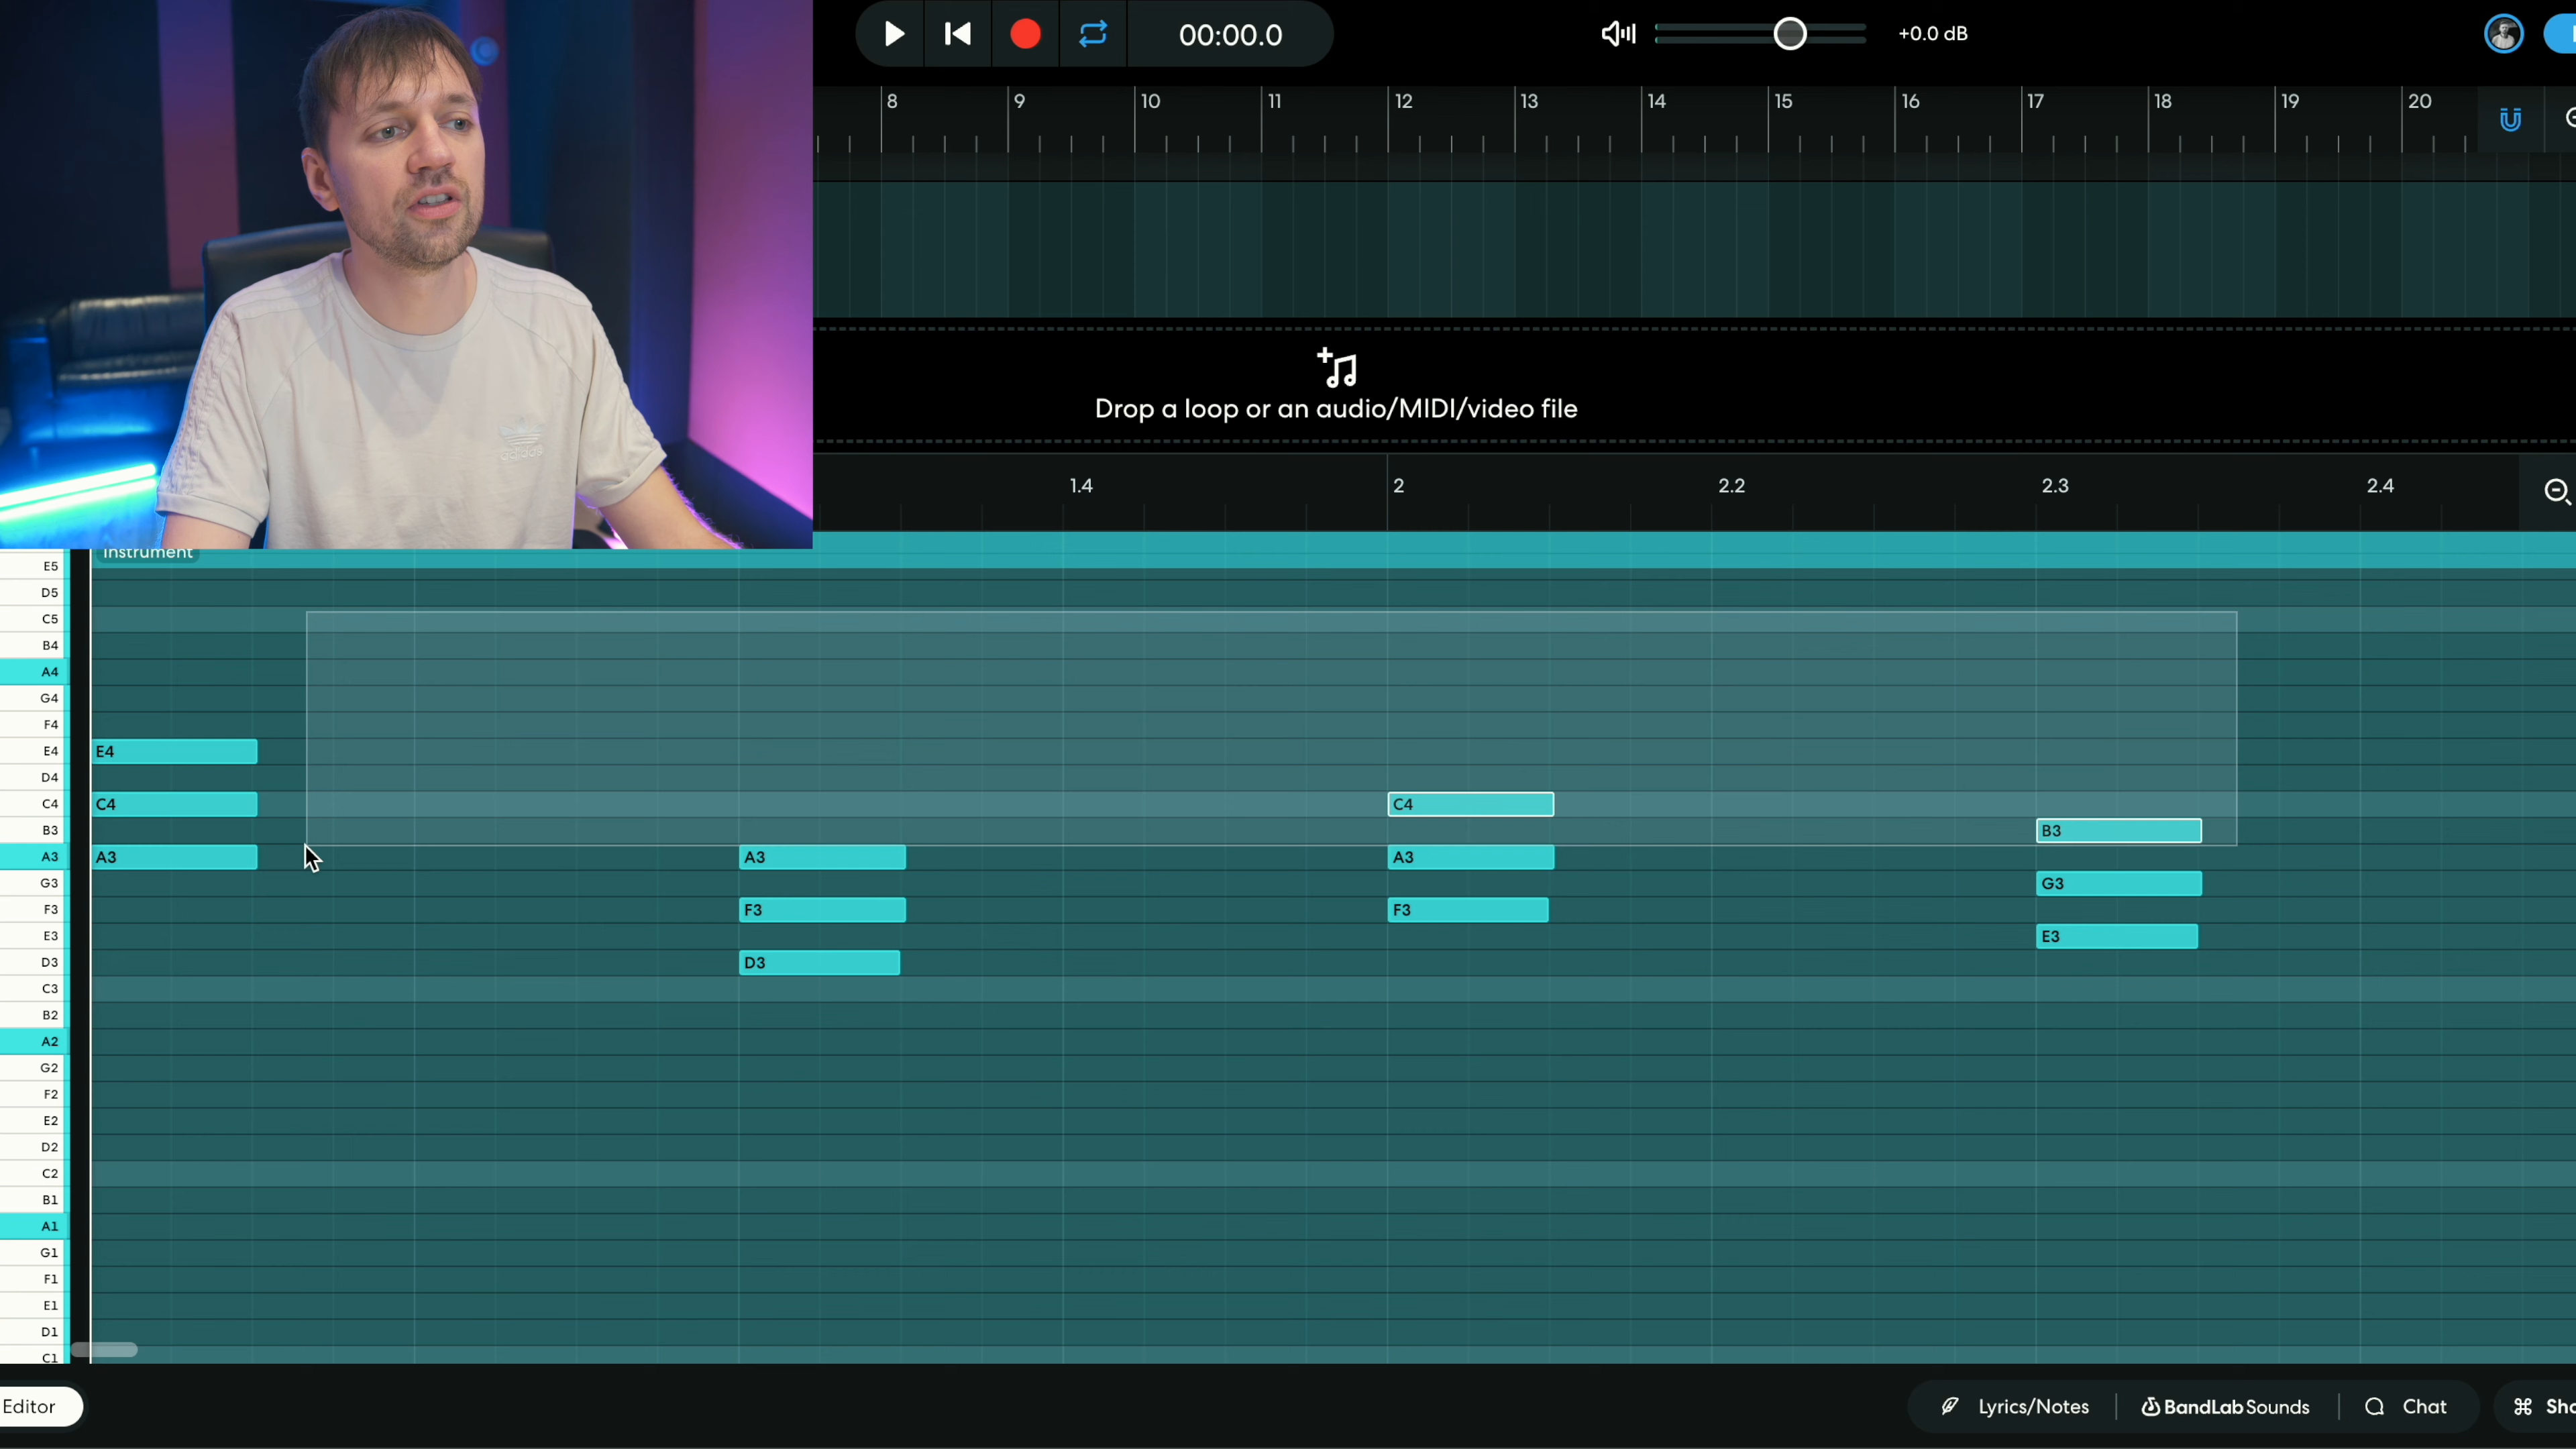 00:00.0
+0.0 dB
8 9 10 11 12 13 14 15 16 17 18 19 20
Drop a loop or an audio/MIDI/video file
1.4 2 2.2 2.3 2.4
adidas
Instrument
E5
D5
C5
B4
A4
G4
F4
E4 E4
D4
C4 C4 C4
B3 B3
A3 A3 A3 A3
G3 G3
F3 F3 F3
E3 E3
D3 D3
C3
B2
A2
G2
F2
E2
D2
C2
B1
A1
G1
F1
E1
D1
C1
Editor
Lyrics/Notes
BandLab Sounds
Chat